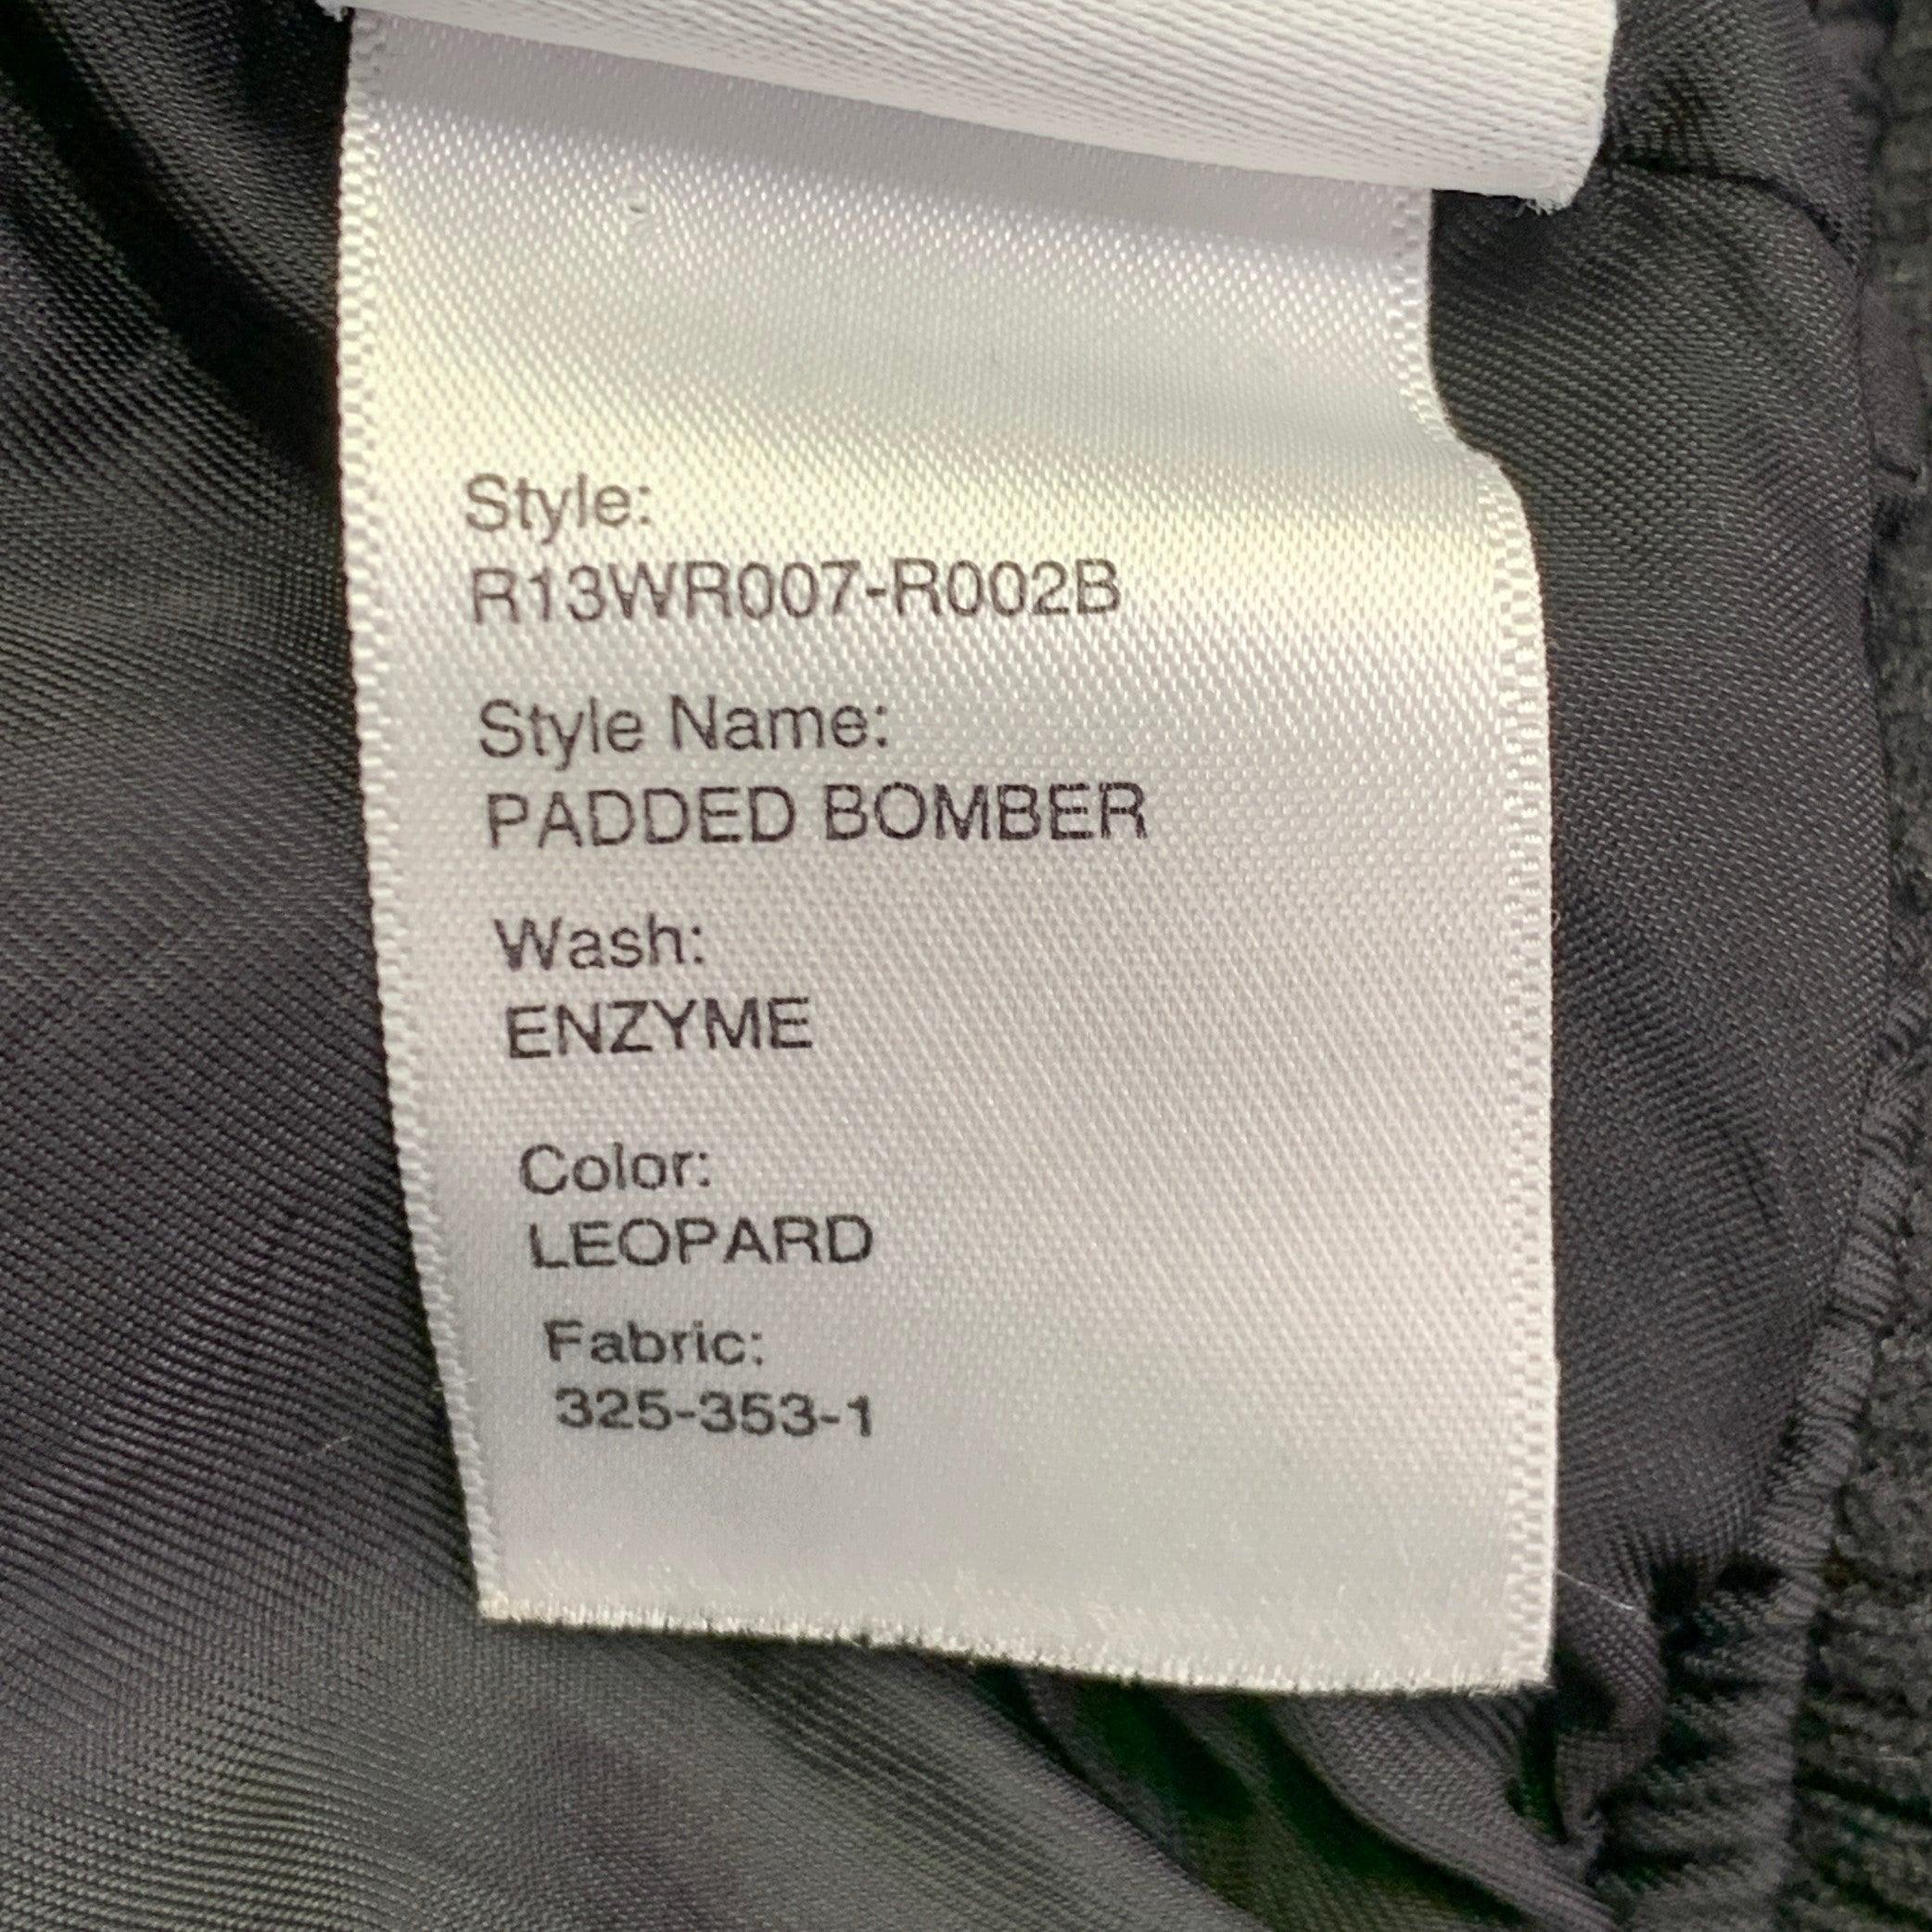 Style:
R13WR007-R002B
Style Name:
PADDED BOMBER
Wash:
ENZYME
Color:
LEOPARD
Fabric:
325-353-1